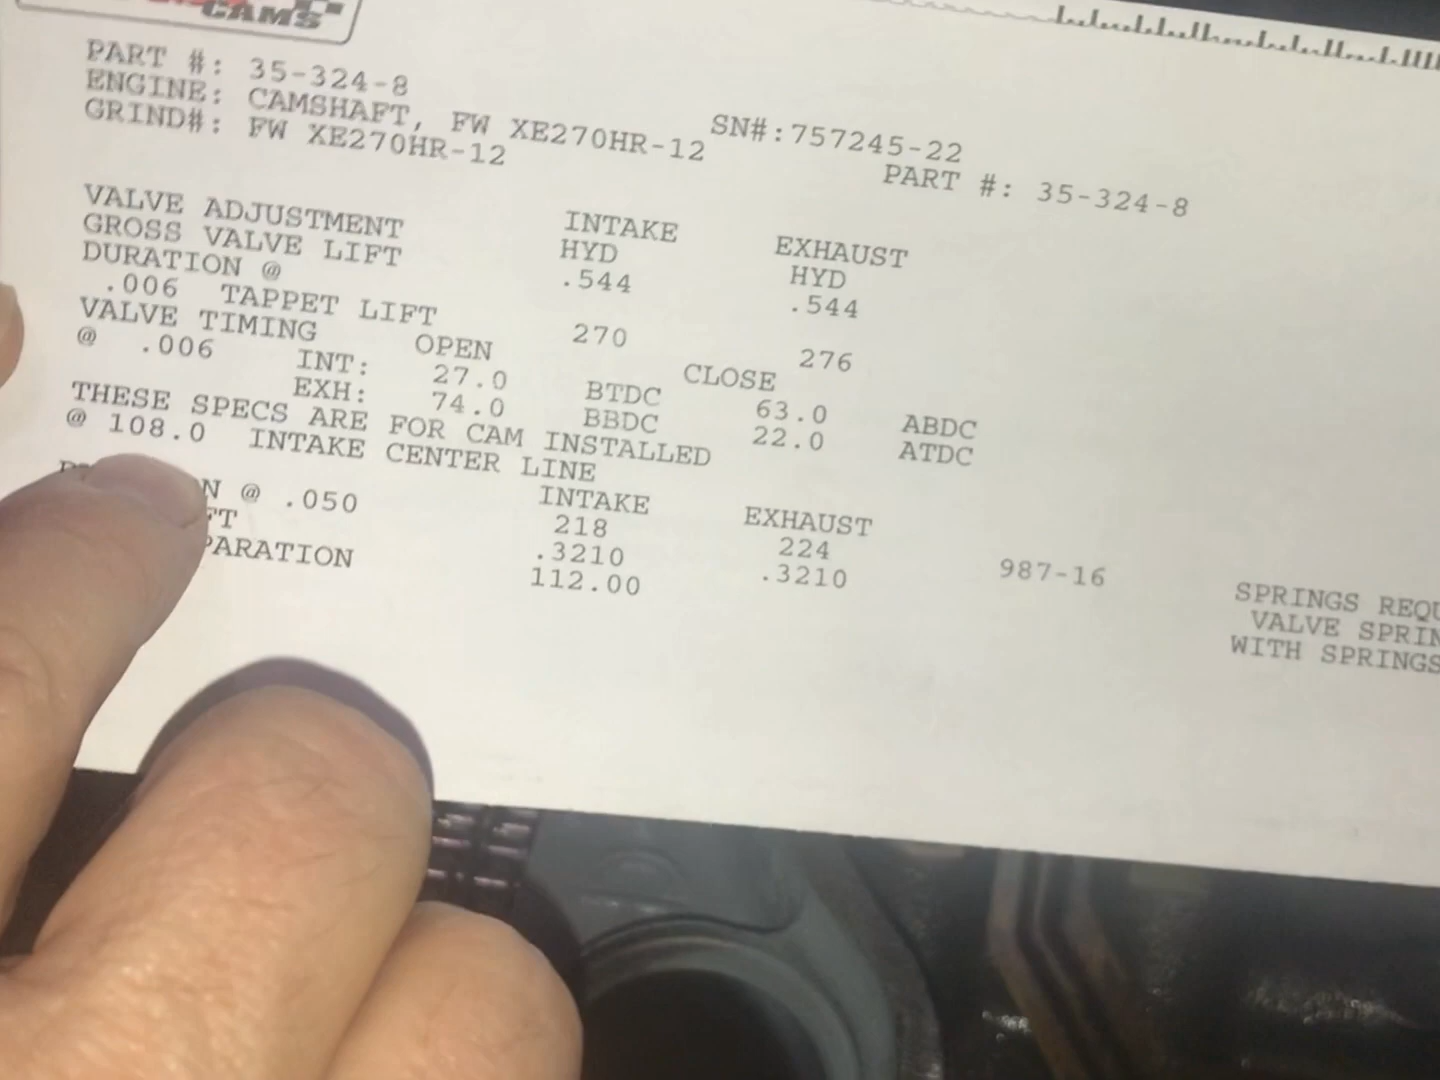 CAMS
PART #: 35-324-8
ENGINE: CAMSHAFT, FW XE270HR-12
GRIND#: FW XE270HR-12
SN#:757245-22
PART #: 35-324-8
INTAKE EXHAUST
VALVE ADJUSTMENT HYD HYD
GROSS VALVE LIFT .544 .544
DURATION @
.006 TAPPET LIFT 270 276
VALVE TIMING OPEN CLOSE
@ .006 INT: 27.0 BTDC 63.0 ABDC
EXH: 74.0 BBDC 22.0 ATDC
THESE SPECS ARE FOR CAM INSTALLED
@ 108.0 INTAKE CENTER LINE
INTAKE EXHAUST
N @ .050 218 224
FT .3210 .3210
PARATION 112.00
987-16
SPRINGS REQU
VALVE SPRIN
WITH SPRINGS